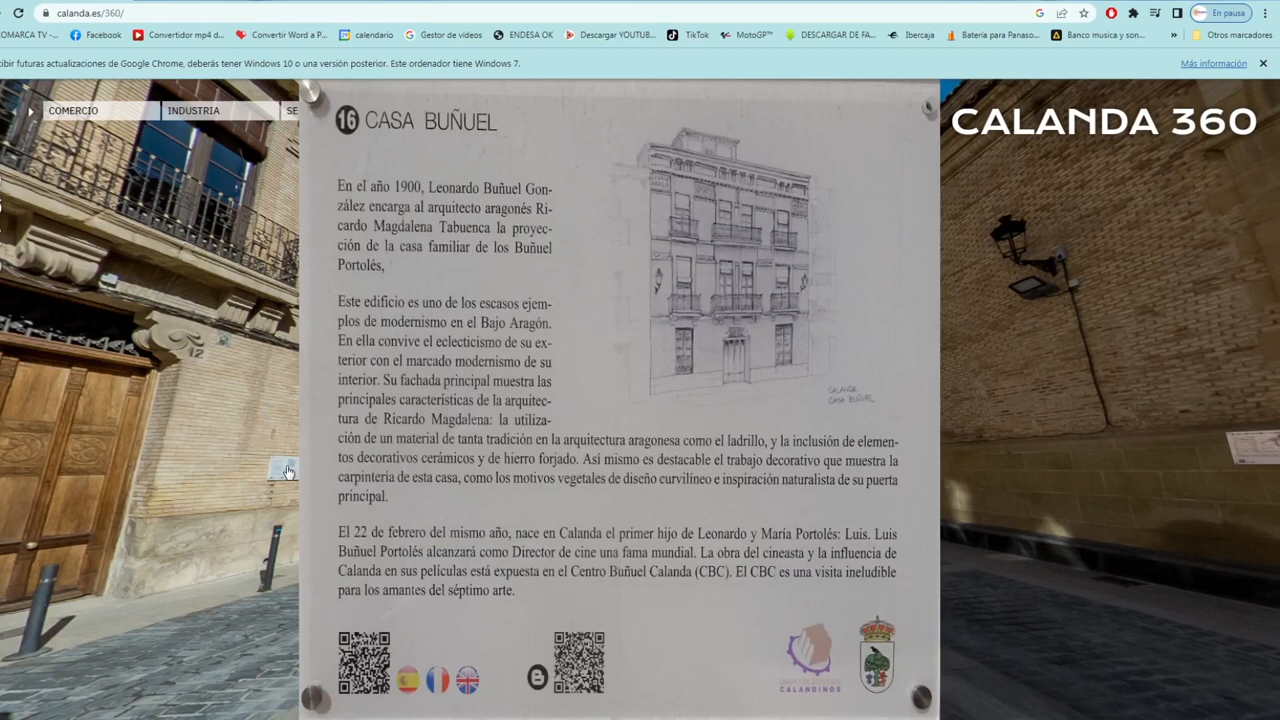 calanda.es/360/
En pausa
OMARCA TV -...
Facebook
Convertidor mp4 d...
Convertir Word a P...
calendario
Gestor de vídeos
ENDESA OK
Descargar YOUTUB...
TikTok
MotoGP™
DESCARGAR DE FA...
Ibercaja
Batería para Panaso...
Banco musica y son...
»
Otros marcadores
cibir futuras actualizaciones de Google Chrome, deberás tener Windows 10 o una versión posterior. Este ordenador tiene Windows 7.
Más información
COMERCIO
INDUSTRIA
SE
CALANDA 360
16 CASA BUÑUEL
En el año 1900, Leonardo Buñuel Gon-
zález encarga al arquitecto aragonés Ri-
cardo Magdalena Tabuenca la proyec-
ción de la casa familiar de los Buñuel
Portolés,
Este edificio es uno de los escasos ejem-
plos de modernismo en el Bajo Aragón.
En ella convive el eclecticismo de su ex-
terior con el marcado modernismo de su
interior. Su fachada principal muestra las
principales características de la arquitec-
tura de Ricardo Magdalena: la utiliza-
ción de un material de tanta tradición en la arquitectura aragonesa como el ladrillo, y la inclusión de elemen-
tos decorativos cerámicos y de hierro forjado. Así mismo es destacable el trabajo decorativo que muestra la
carpintería de esta casa, como los motivos vegetales de diseño curvilíneo e inspiración naturalista de su puerta
principal.
CALANDA
CASA BUÑUEL
El 22 de febrero del mismo año, nace en Calanda el primer hijo de Leonardo y María Portolés: Luis. Luis
Buñuel Portolés alcanzará como Director de cine una fama mundial. La obra del cineasta y la influencia de
Calanda en sus películas está expuesta en el Centro Buñuel Calanda (CBC). El CBC es una visita ineludible
para los amantes del séptimo arte.
GRUPO DE ESTUDIOS
CALANDINOS
12